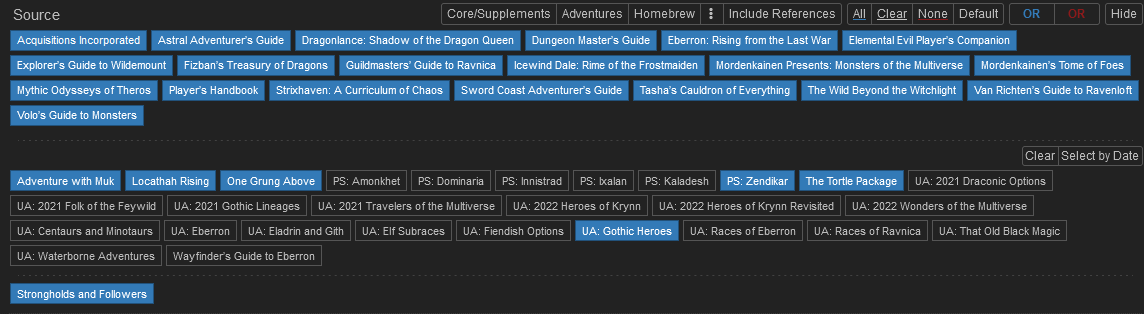 Source Core/Supplements Adventures Homebrew ⋮ Include References All Clear None Default OR OR Hide
Acquisitions Incorporated Astral Adventurer's Guide Dragonlance: Shadow of the Dragon Queen Dungeon Master's Guide Eberron: Rising from the Last War Elemental Evil Player's Companion
Explorer's Guide to Wildemount Fizban's Treasury of Dragons Guildmasters' Guide to Ravnica Icewind Dale: Rime of the Frostmaiden Mordenkainen Presents: Monsters of the Multiverse Mordenkainen's Tome of Foes
Mythic Odysseys of Theros Player's Handbook Strixhaven: A Curriculum of Chaos Sword Coast Adventurer's Guide Tasha's Cauldron of Everything The Wild Beyond the Witchlight Van Richten's Guide to Ravenloft
Volo's Guide to Monsters
Clear Select by Date
Adventure with Muk Locathah Rising One Grung Above PS: Amonkhet PS: Dominaria PS: Innistrad PS: Ixalan PS: Kaladesh PS: Zendikar The Tortle Package UA: 2021 Draconic Options
UA: 2021 Folk of the Feywild UA: 2021 Gothic Lineages UA: 2021 Travelers of the Multiverse UA: 2022 Heroes of Krynn UA: 2022 Heroes of Krynn Revisited UA: 2022 Wonders of the Multiverse
UA: Centaurs and Minotaurs UA: Eberron UA: Eladrin and Gith UA: Elf Subraces UA: Fiendish Options UA: Gothic Heroes UA: Races of Eberron UA: Races of Ravnica UA: That Old Black Magic
UA: Waterborne Adventures Wayfinder's Guide to Eberron
Strongholds and Followers